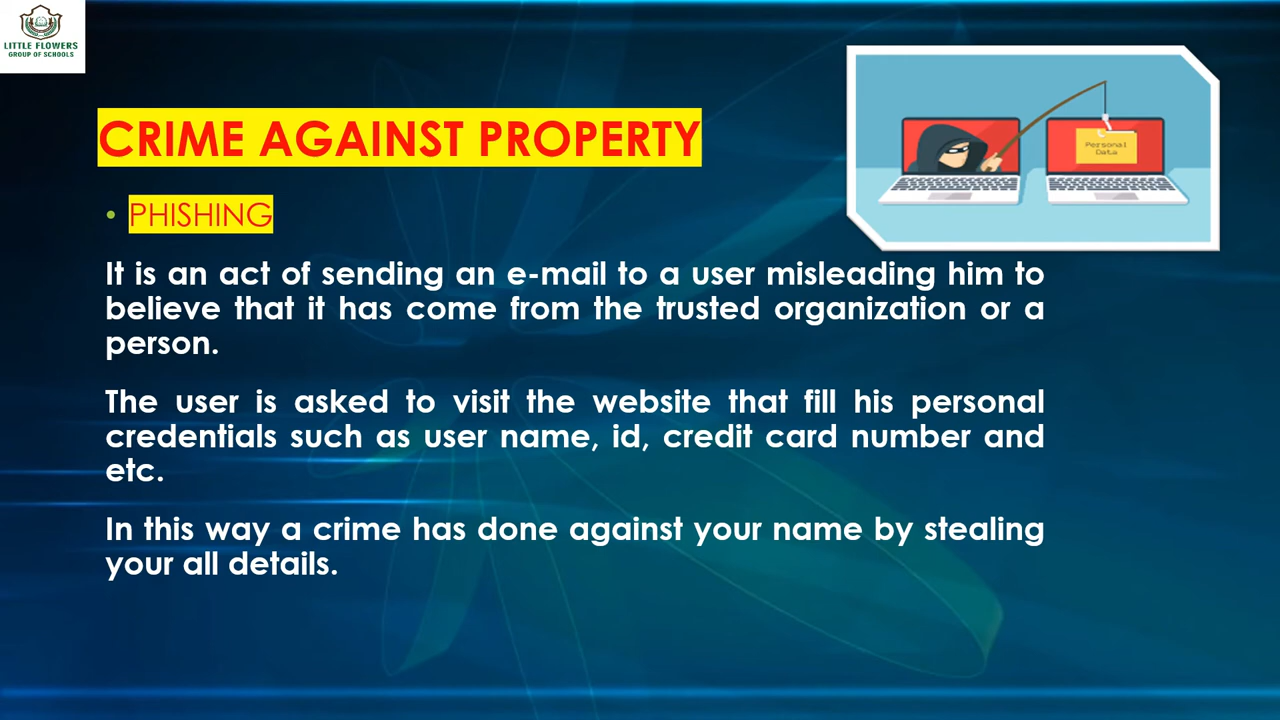 LITTLE FLOWERS
GROUP OF SCHOOLS
CRIME AGAINST PROPERTY
Personal
Data
• PHISHING
It is an act of sending an e-mail to a user misleading him to
believe that it has come from the trusted organization or a
person.
The user is asked to visit the website that fill his personal
credentials such as user name, id, credit card number and
etc.
In this way a crime has done against your name by stealing
your all details.